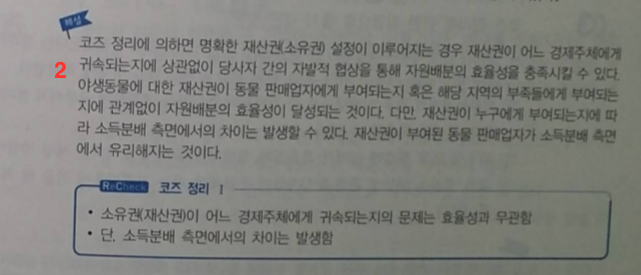 해설
코즈 정리에 의하면 명확한 재산권(소유권) 설정이 이루어지는 경우 재산권이 어느 경제주체에게
2
귀속되는지에 상관없이 당사자 간의 자발적 협상을 통해 자원배분의 효율성을 충족시킬 수 있다.
야생동물에 대한 재산권이 동물 판매업자에게 부여되는지 혹은 해당 지역의 부족들에게 부여되는
지에 관계없이 자원배분의 효율성이 달성되는 것이다. 다만, 재산권이 누구에게 부여되는지에 따
라 소득분배 측면에서의 차이는 발생할 수 있다. 재산권이 부여된 동물 판매업자가 소득분배 측면
에서 유리해지는 것이다.
ReCheck 코즈 정리 I
• 소유권(재산권)이 어느 경제주체에게 귀속되는지의 문제는 효율성과 무관함
• 단, 소득분배 측면에서의 차이는 발생함